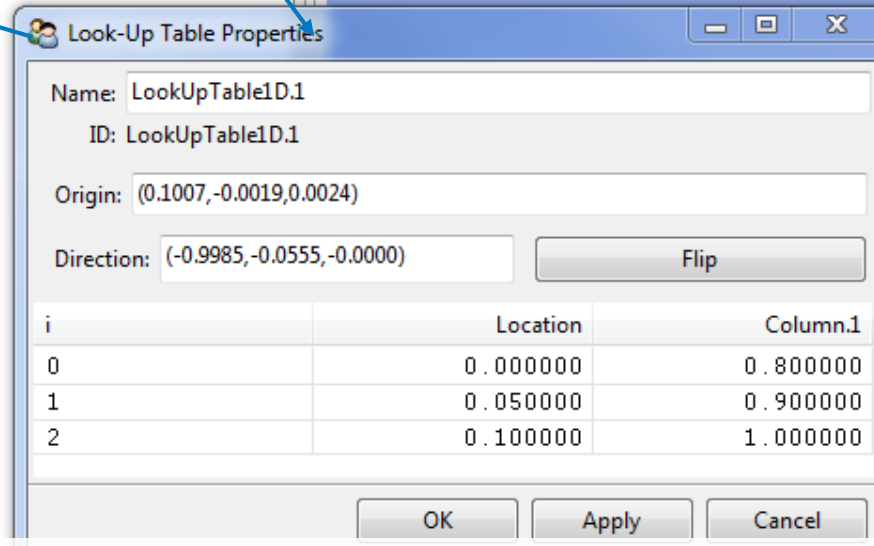 Look-Up Table Properties
Name: LookUpTable1D.1
ID: LookUpTable1D.1
Origin: (0.1007,-0.0019,0.0024)
Direction: (-0.9985,-0.0555,-0.0000) Flip
i Location Column.1
0 0.000000 0.800000
1 0.050000 0.900000
2 0.100000 1.000000
OK Apply Cancel